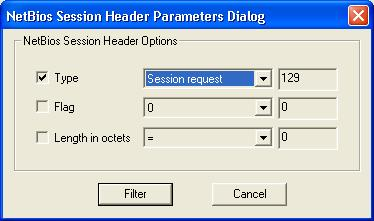 NetBios Session Header Parameters Dialog
NetBios Session Header Options
Type Session request 129
Flag 0 0
Length in octets = 0
Filter Cancel